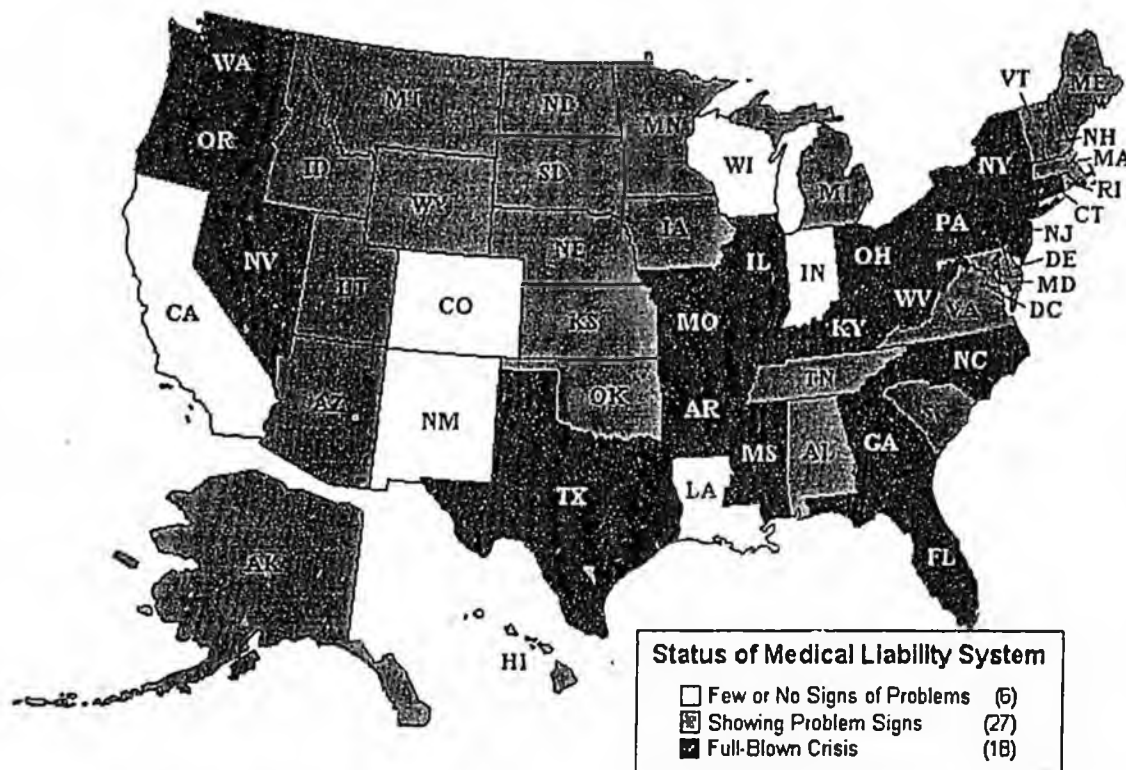 WA
MT
ND
MN
VT
ME
OR
ID
SD
WI
MI
NY
NH
MA
RI
CT
WY
IA
PA
NJ
NV
NE
IL
IN
OH
DE
MD
DC
UT
CO
CA
KS
MO
WV
VA
KY
NC
AZ
NM
OK
AR
TN
SC
MS
AL
GA
TX
LA
FL
AK
HI
Status of Medical Liability System
Few or No Signs of Problems (6)
Showing Problem Signs (27)
Full-Blown Crisis (18)